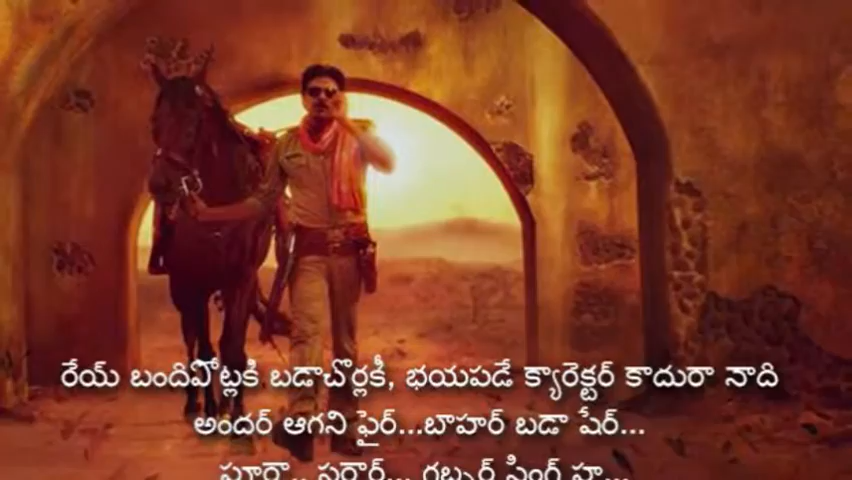 రేయ్ బందిపోట్లకి బడాచోర్లకీ, భయపడే క్యారెక్టర్ కాదురా నాది
అందర్ ఆగని ఫైర్...బాహర్ బడా షేర్...